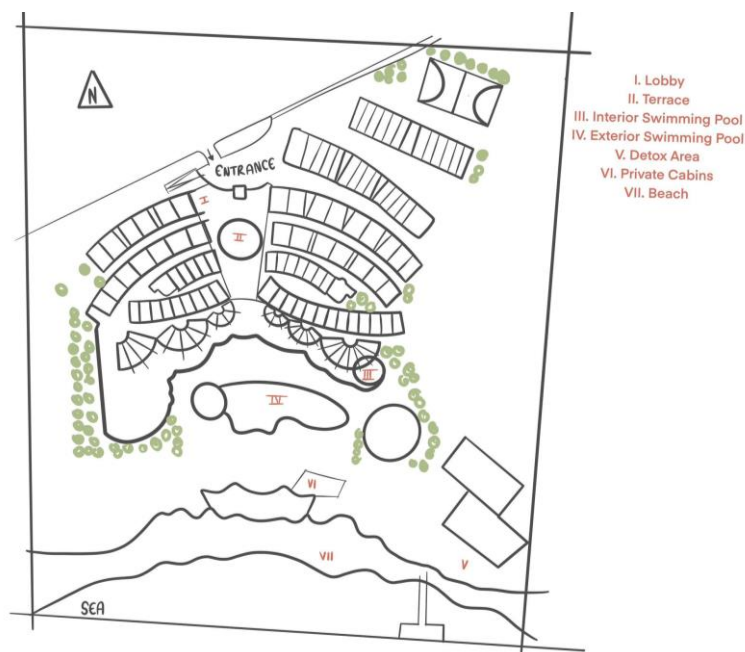 N
ENTRANCE
I
II
III
IV
VI
VII
V
SEA
I. Lobby
II. Terrace
III. Interior Swimming Pool
IV. Exterior Swimming Pool
V. Detox Area
VI. Private Cabins
VII. Beach